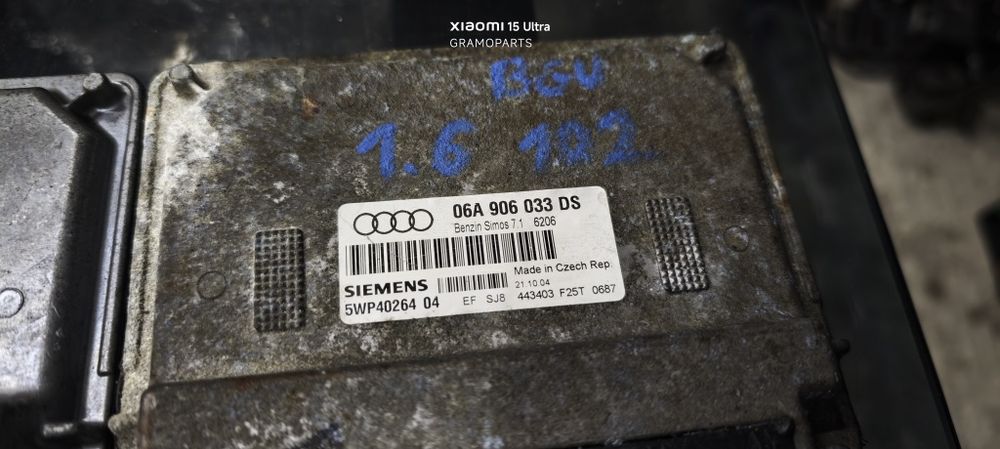 XIAOMI 15 Ultra
GRAMOPARTS
BGU
1.6 102
06A 906 033 DS
Benzin Simos 7.1 6206
Made in Czech Rep.
SIEMENS
21.10.04
5WP40264 04 EF SJ8 443403 F25T 0687